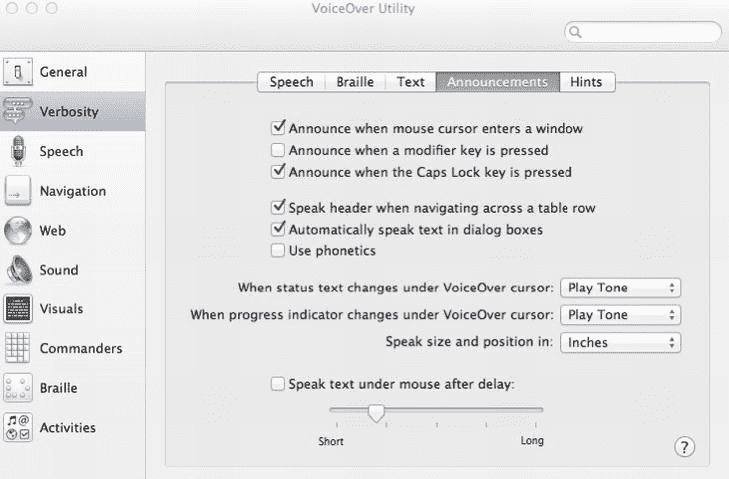 VoiceOver Utility
General
Verbosity
Speech
Navigation
Web
Sound
Visuals
Commanders
Braille
Activities
Speech Braille Text Announcements Hints
Announce when mouse cursor enters a window
Announce when a modifier key is pressed
Announce when the Caps Lock key is pressed
Speak header when navigating across a table row
Automatically speak text in dialog boxes
Use phonetics
When status text changes under VoiceOver cursor: Play Tone
When progress indicator changes under VoiceOver cursor: Play Tone
Speak size and position in: Inches
Speak text under mouse after delay:
Short Long
?